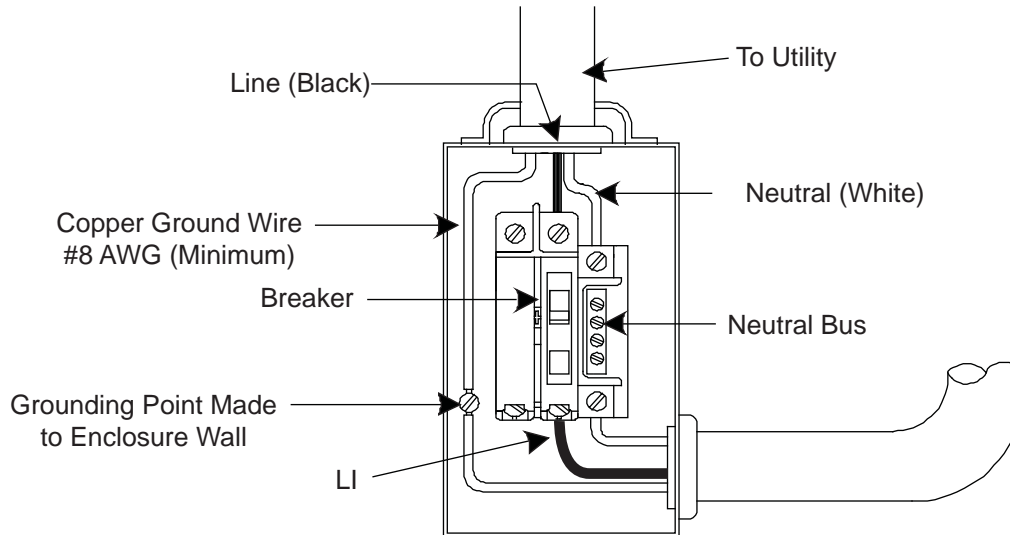 To Utility
Line (Black)
Neutral (White)
Copper Ground Wire
#8 AWG (Minimum)
Breaker
Neutral Bus
Grounding Point Made
to Enclosure Wall
LI